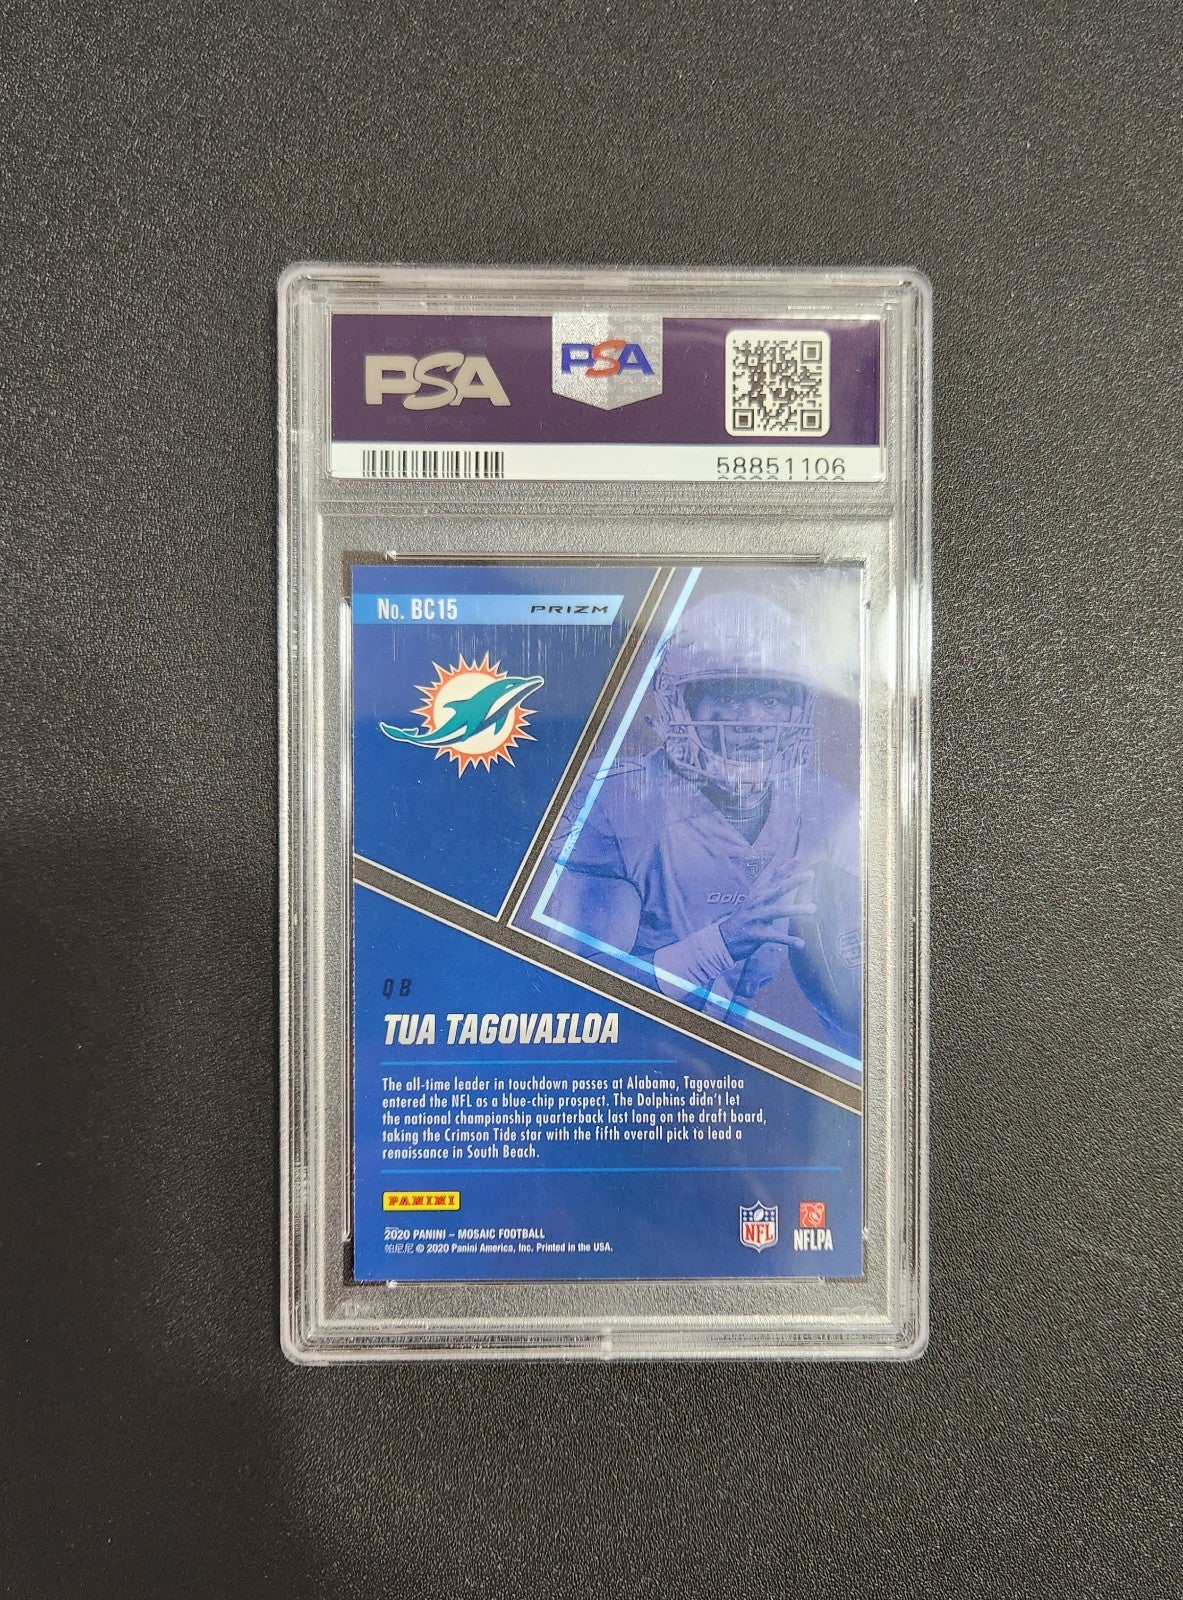 PSA
PSA
58851106
No. BC15
PRIZM
Dolp
QB
TUA TAGOVAILOA
The all-time leader in touchdown passes at Alabama, Tagovailoa
entered the NFL as a blue-chip prospect. The Dolphins didn't let
the national championship quarterback last long on the draft board,
taking the Crimson Tide star with the fifth overall pick to lead a
renaissance in South Beach.
PANINI
2020 PANINI – MOSAIC FOOTBALL
帕尼尼 © 2020 Panini America, Inc. Printed in the USA.
NFL
NFLPA